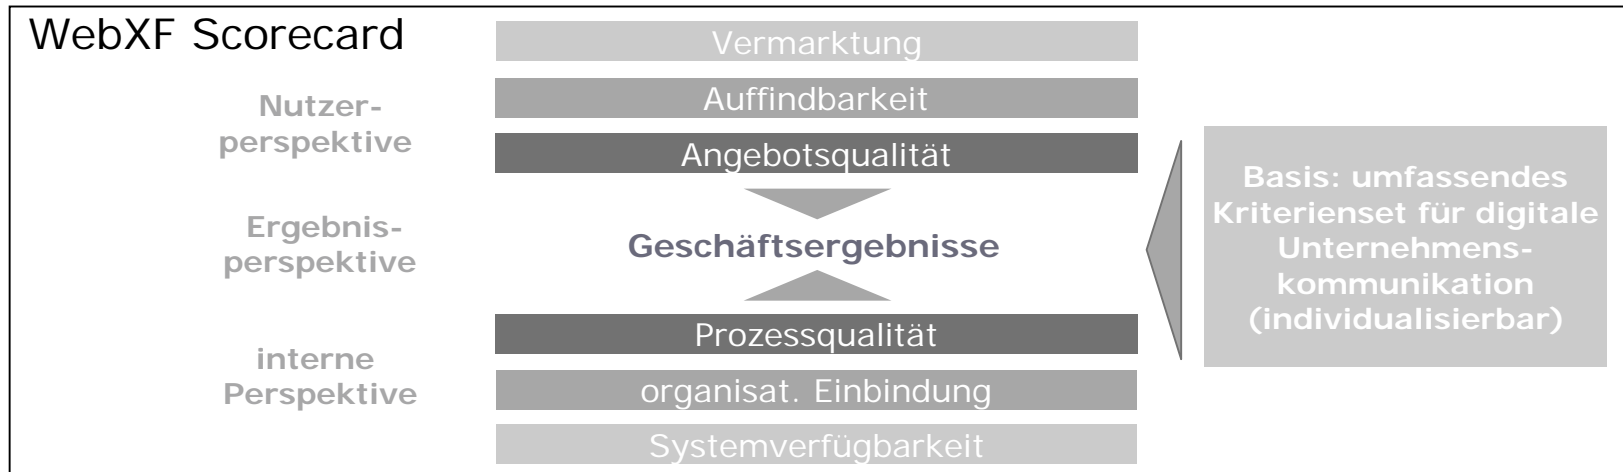 WebXF Scorecard
Vermarktung
Nutzer-
perspektive
Auffindbarkeit
Angebotsqualität
Ergebnis-
perspektive
Geschäftsergebnisse
interne
Perspektive
Prozessqualität
organisat. Einbindung
Systemverfügbarkeit
Basis: umfassendes
Kriterienset für digitale
Unternehmens-
kommunikation
(individualisierbar)